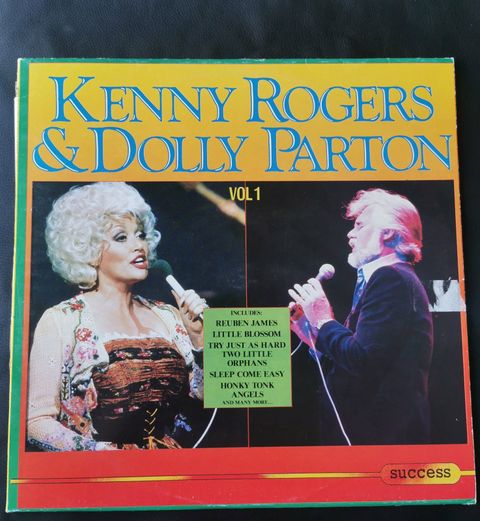 KENNY ROGERS
& DOLLY PARTON
VOL 1
INCLUDES:
REUBEN JAMES
LITTLE BLOSSOM
TRY JUST AS HARD
TWO LITTLE
ORPHANS
SLEEP COME EASY
HONKY TONK
ANGELS
AND MANY MORE...
success